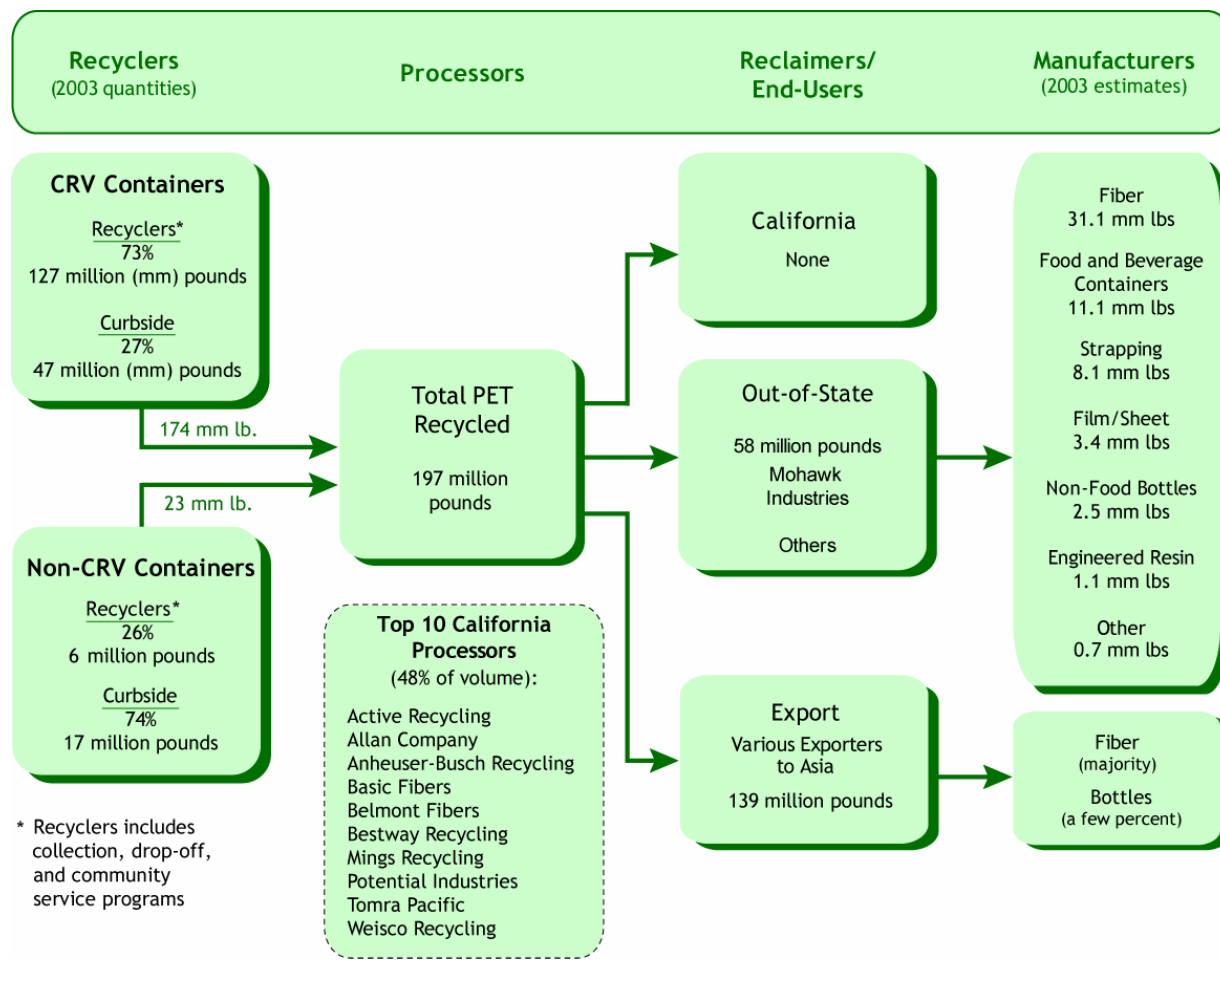 Recyclers
(2003 quantities)
Processors
Reclaimers/
End-Users
Manufacturers
(2003 estimates)
CRV Containers
Recyclers*
73%
127 million (mm) pounds
Curbside
27%
47 million (mm) pounds
174 mm lb.
23 mm lb.
Non-CRV Containers
Recyclers*
26%
6 million pounds
Curbside
74%
17 million pounds
* Recyclers includes
collection, drop-off,
and community
service programs
Total PET
Recycled
197 million
pounds
Top 10 California
Processors
(48% of volume):
Active Recycling
Allan Company
Anheuser-Busch Recycling
Basic Fibers
Belmont Fibers
Bestway Recycling
Mings Recycling
Potential Industries
Tomra Pacific
Weisco Recycling
California
None
Out-of-State
58 million pounds
Mohawk
Industries
Others
Export
Various Exporters
to Asia
139 million pounds
Fiber
31.1 mm lbs
Food and Beverage
Containers
11.1 mm lbs
Strapping
8.1 mm lbs
Film/Sheet
3.4 mm lbs
Non-Food Bottles
2.5 mm lbs
Engineered Resin
1.1 mm lbs
Other
0.7 mm lbs
Fiber
(majority)
Bottles
(a few percent)